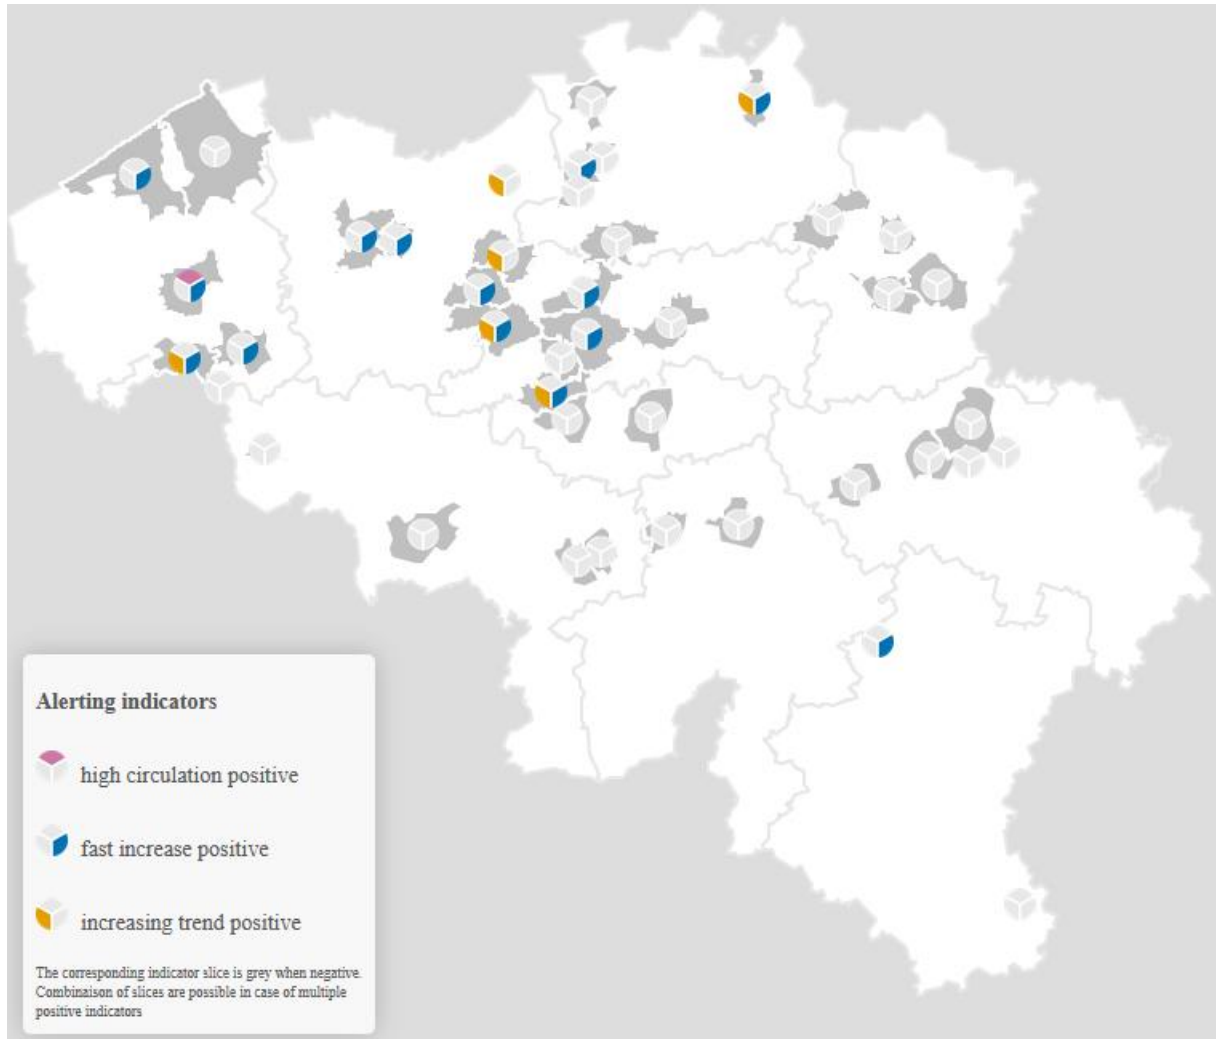 Alerting indicators
high circulation positive
fast increase positive
increasing trend positive
The corresponding indicator slice is grey when negative.
Combinaison of slices are possible in case of multiple
positive indicators